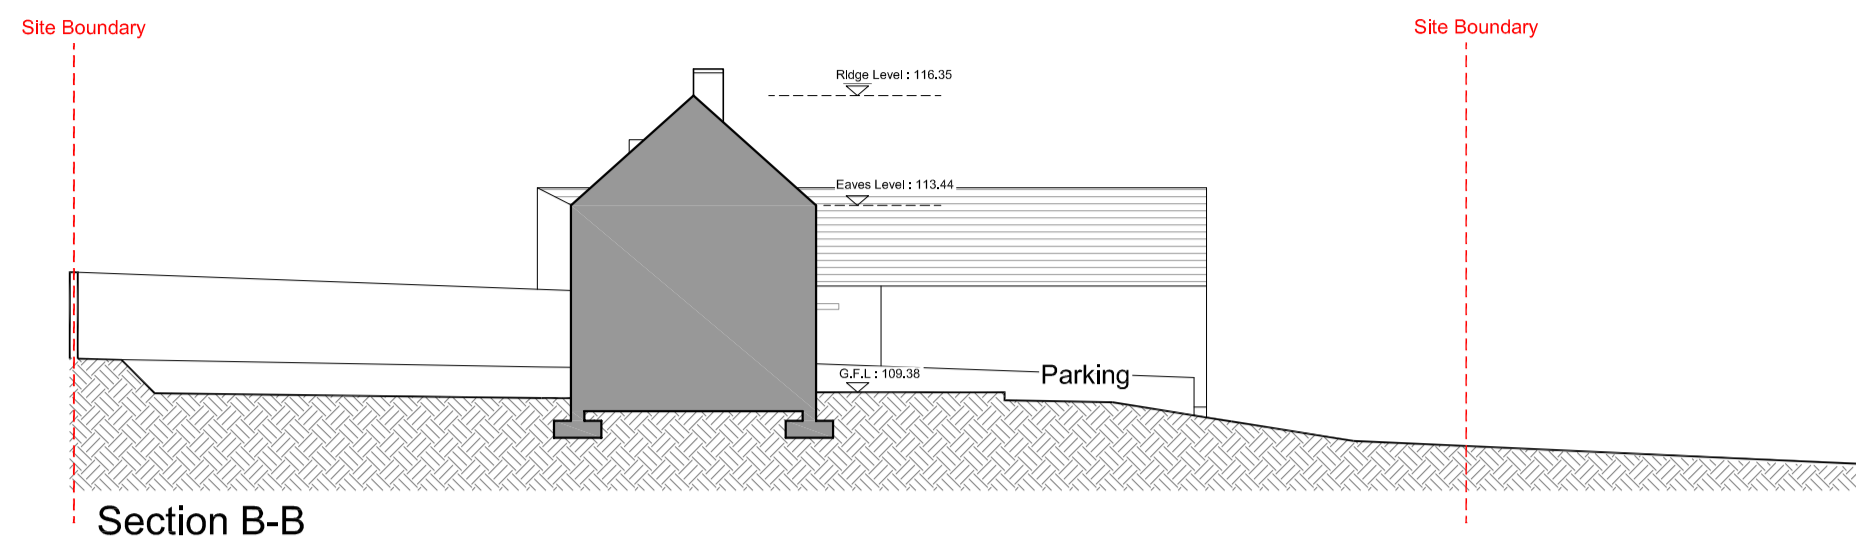 Site Boundary
Site Boundary
Ridge Level : 116.35
Eaves Level : 113.44
G.F.L : 109.38
Parking
Section B-B